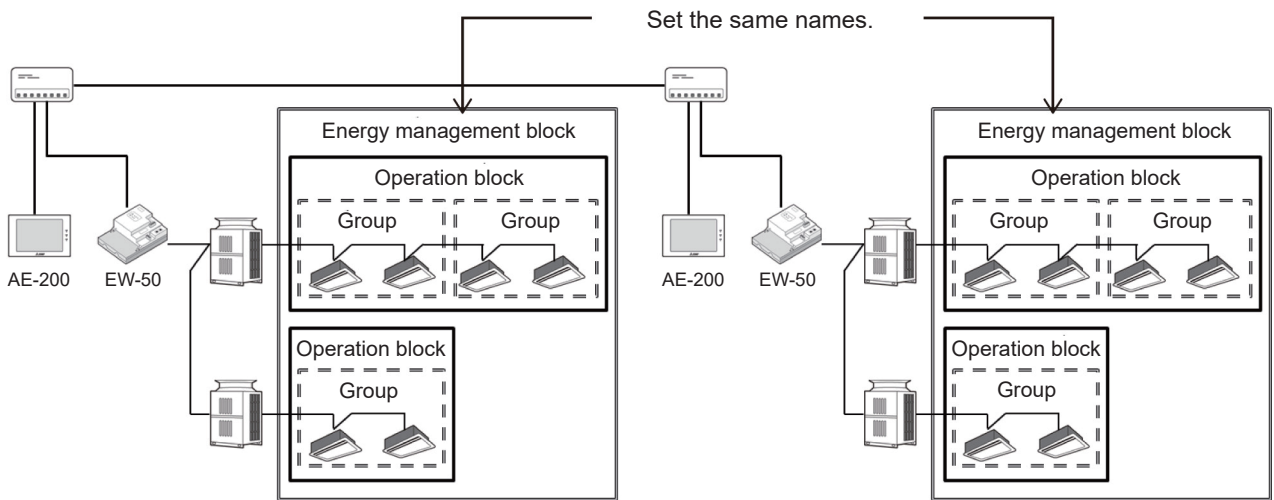 Set the same names.
Energy management block
Operation block
Group Group
AE-200 EW-50
Operation block
Group
Energy management block
Operation block
Group Group
AE-200 EW-50
Operation block
Group